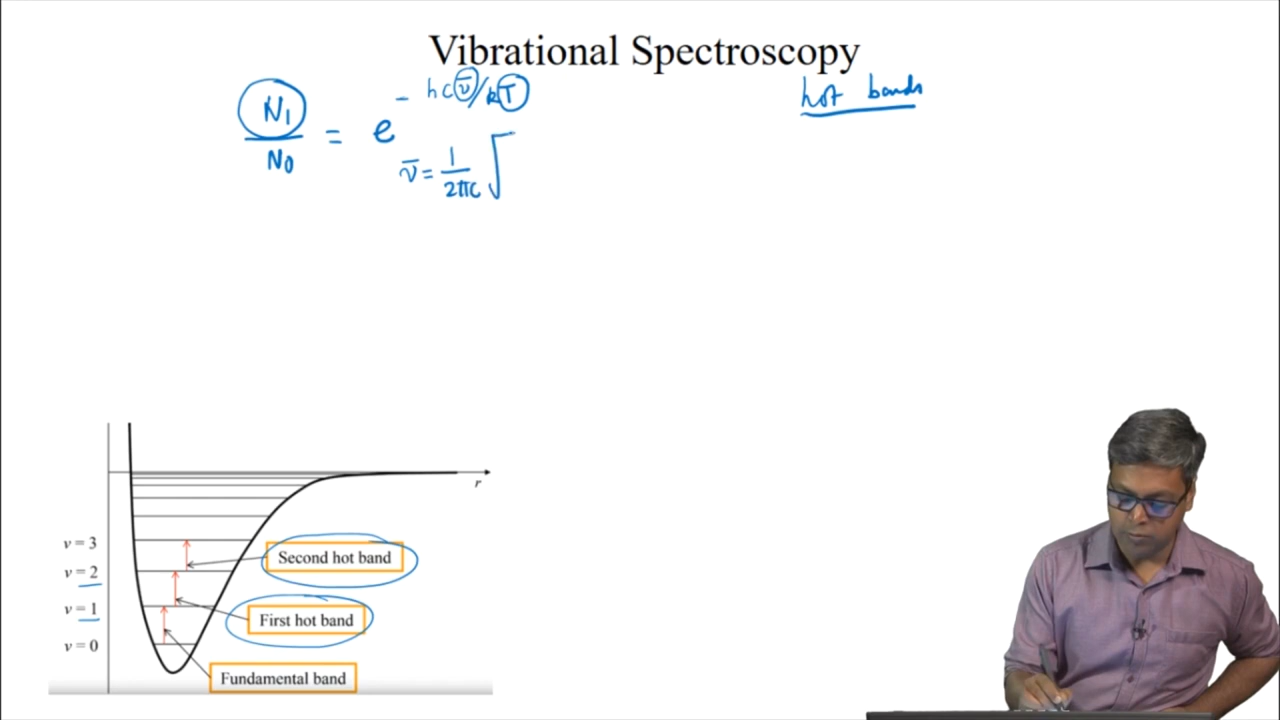 Vibrational Spectroscopy
hot bands
N₁/N₀ = e^(-hcν̄/kT)
ν̄ = 1/2πc √
r
v = 3
Second hot band
v = 2
v = 1
First hot band
v = 0
Fundamental band